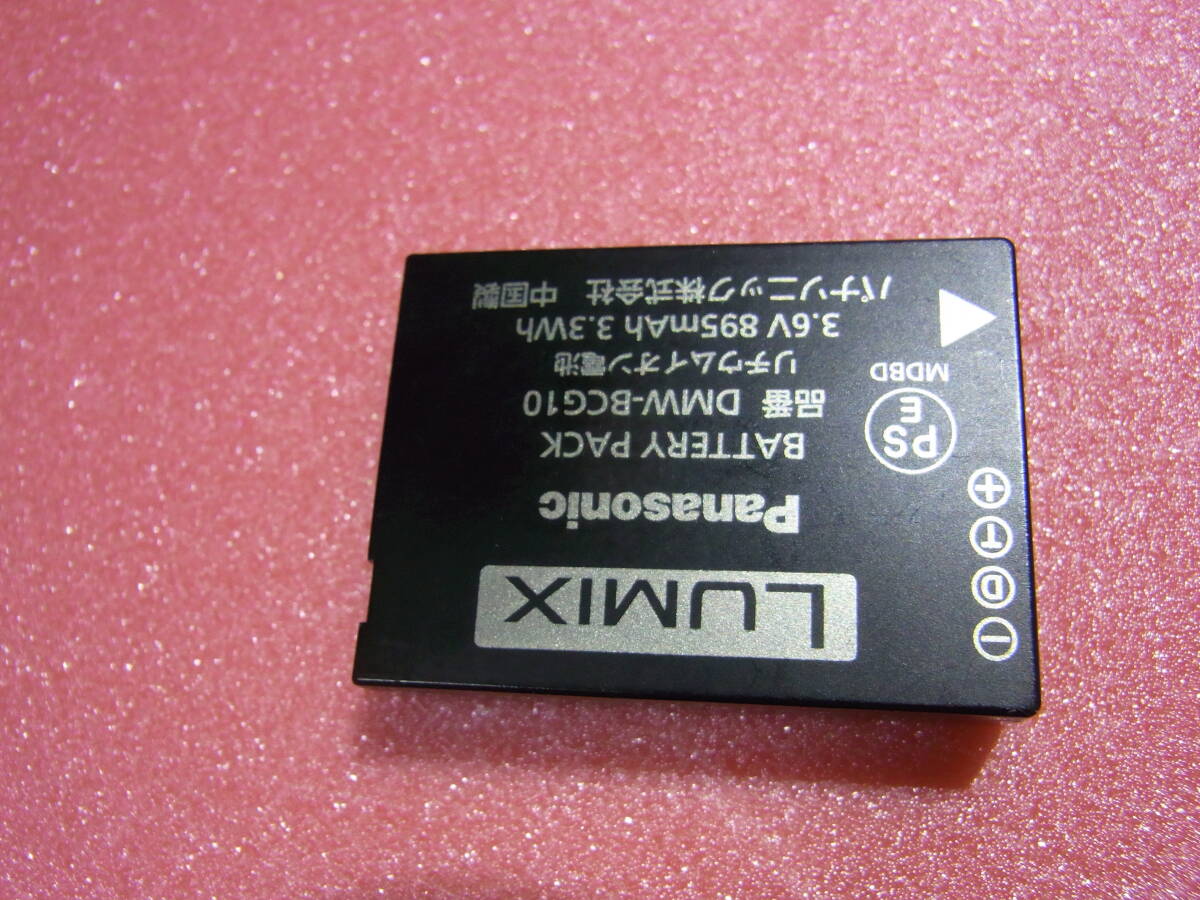 LUMIX
Panasonic
BATTERY PACK
品番 DMW-BCG10
リチウムイオン電池
3.6V 895mAh 3.3Wh
パナソニック株式会社 中国製
− D T +
PS
E
MDBD